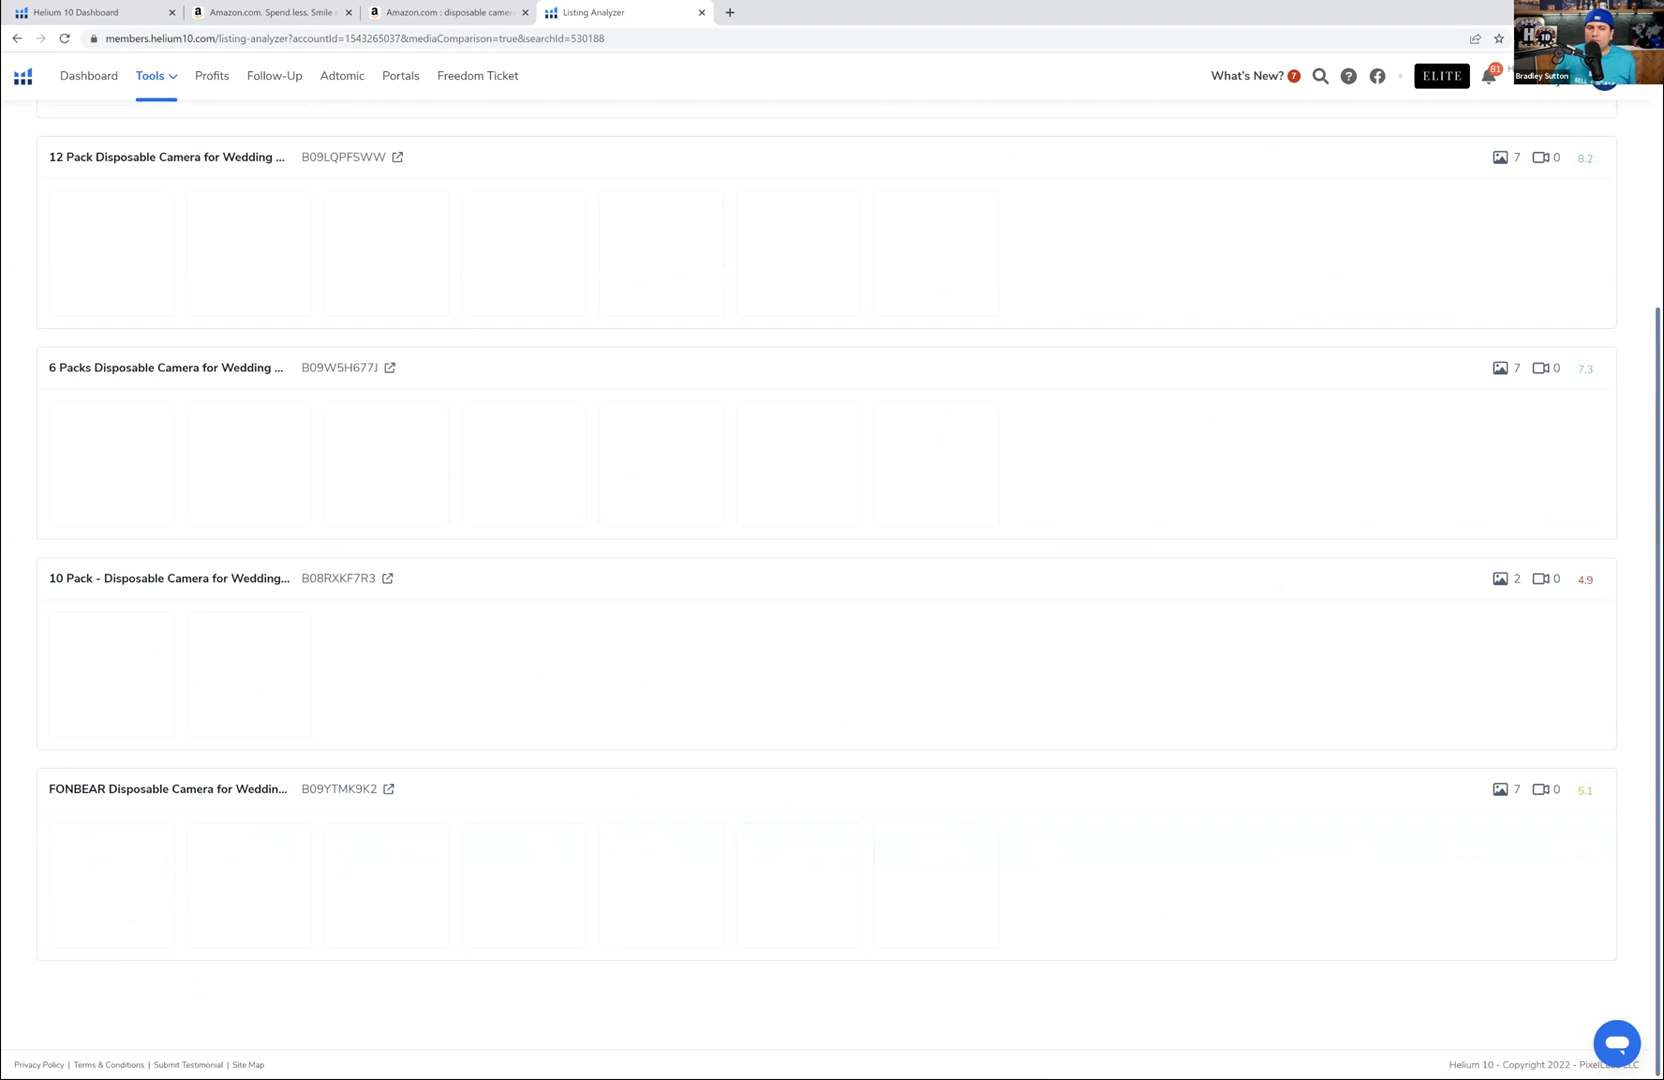 Helium 10 Dashboard
Amazon.com. Spend less. Smile
Amazon.com : disposable camer
Listing Analyzer
members.helium10.com/listing-analyzer?accountId=1543265037&mediaComparison=true&searchId=530188
Dashboard Tools Profits Follow-Up Adtomic Portals Freedom Ticket
What's New? 7
ELITE
81
Bradley Sutton
12 Pack Disposable Camera for Wedding ... B09LQPFSWW 7 0 8.2
6 Packs Disposable Camera for Wedding ... B09W5H677J 7 0 7.3
10 Pack - Disposable Camera for Wedding... B08RXKF7R3 2 0 4.9
FONBEAR Disposable Camera for Weddin... B09YTMK9K2 7 0 5.1
Privacy Policy | Terms & Conditions | Submit Testimonial | Site Map
Helium 10 - Copyright 2022 - Pixel LLC